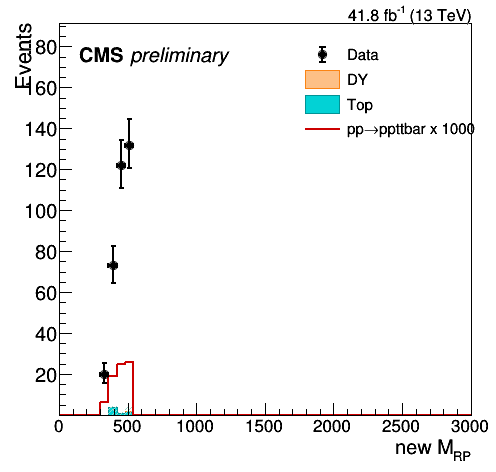 41.8 fb⁻¹ (13 TeV)
Events
CMS preliminary
Data
DY
Top
pp→ppttbar x 1000
160
140
120
100
80
60
40
20
0 500 1000 1500 2000 2500 3000
new M_RP